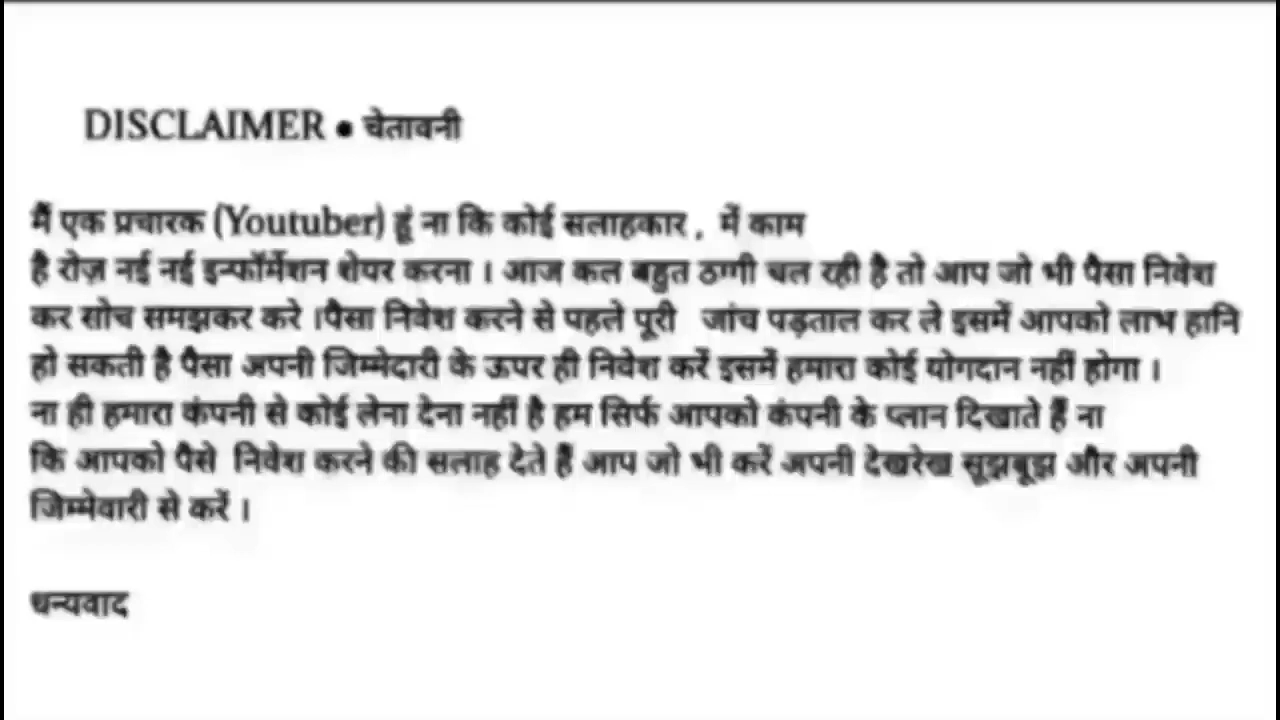 DISCLAIMER • चेतावनी
मैं एक प्रचारक (Youtuber) हूं ना कि कोई सलाहकार , में काम
है रोज़ नई नई इन्फॉर्मेशन शेयर करना । आज कल बहुत ठग्गी चल रही है तो आप जो भी पैसा निवेश
कर सोच समझकर करे ।पैसा निवेश करने से पहले पूरी जांच पड़ताल कर ले इसमें आपको लाभ हानि
हो सकती है पैसा अपनी जिम्मेदारी के ऊपर ही निवेश करें इसमें हमारा कोई योगदान नहीं होगा ।
ना ही हमारा कंपनी से कोई लेना देना नहीं है हम सिर्फ आपको कंपनी के प्लान दिखाते हैं ना
कि आपको पैसे निवेश करने की सलाह देते हैं आप जो भी करें अपनी देखरेख सूझबूझ और अपनी
जिम्मेवारी से करें ।
धन्यवाद